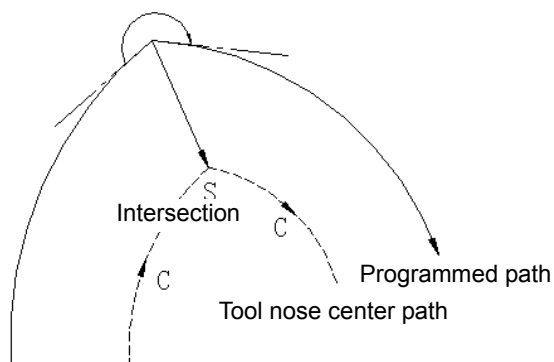 S
Intersection
C
C
Programmed path
Tool nose center path